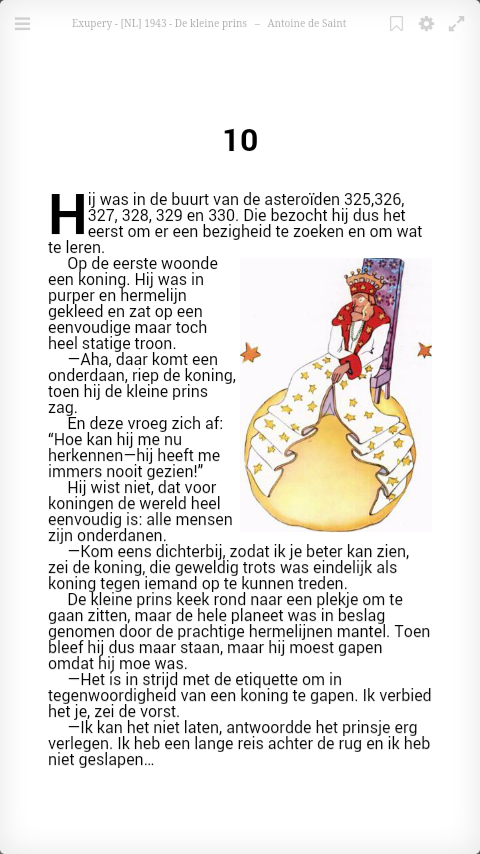 Exupery - [NL] 1943 - De kleine prins – Antoine de Saint
10
Hij was in de buurt van de asteroïden 325,326,
327, 328, 329 en 330. Die bezocht hij dus het
eerst om er een bezigheid te zoeken en om wat
te leren.
Op de eerste woonde
een koning. Hij was in
purper en hermelijn
gekleed en zat op een
eenvoudige maar toch
heel statige troon.
—Aha, daar komt een
onderdaan, riep de koning,
toen hij de kleine prins
zag.
En deze vroeg zich af:
“Hoe kan hij me nu
herkennen—hij heeft me
immers nooit gezien!”
Hij wist niet, dat voor
koningen de wereld heel
eenvoudig is: alle mensen
zijn onderdanen.
—Kom eens dichterbij, zodat ik je beter kan zien,
zei de koning, die geweldig trots was eindelijk als
koning tegen iemand op te kunnen treden.
De kleine prins keek rond naar een plekje om te
gaan zitten, maar de hele planeet was in beslag
genomen door de prachtige hermelijnen mantel. Toen
bleef hij dus maar staan, maar hij moest gapen
omdat hij moe was.
—Het is in strijd met de etiquette om in
tegenwoordigheid van een koning te gapen. Ik verbied
het je, zei de vorst.
—Ik kan het niet laten, antwoordde het prinsje erg
verlegen. Ik heb een lange reis achter de rug en ik heb
niet geslapen…